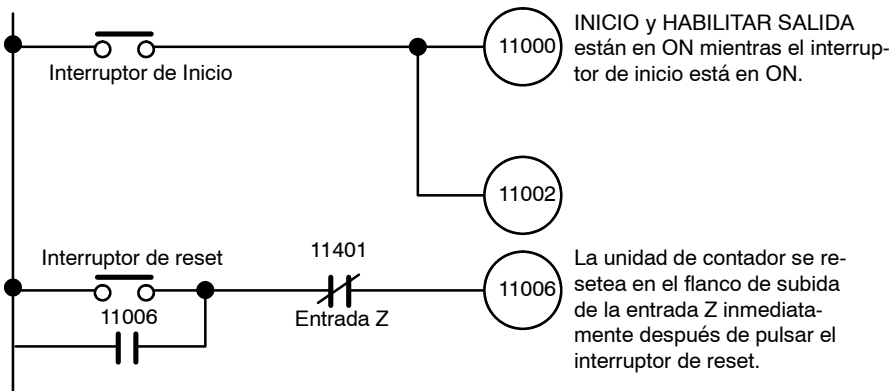 11000
INICIO y HABILITAR SALIDA
están en ON mientras el interrup-
tor de inicio está en ON.
Interruptor de Inicio
11002
Interruptor de reset
11401
11006
Entrada Z
11006
La unidad de contador se re-
setea en el flanco de subida
de la entrada Z inmediata-
mente después de pulsar el
interruptor de reset.